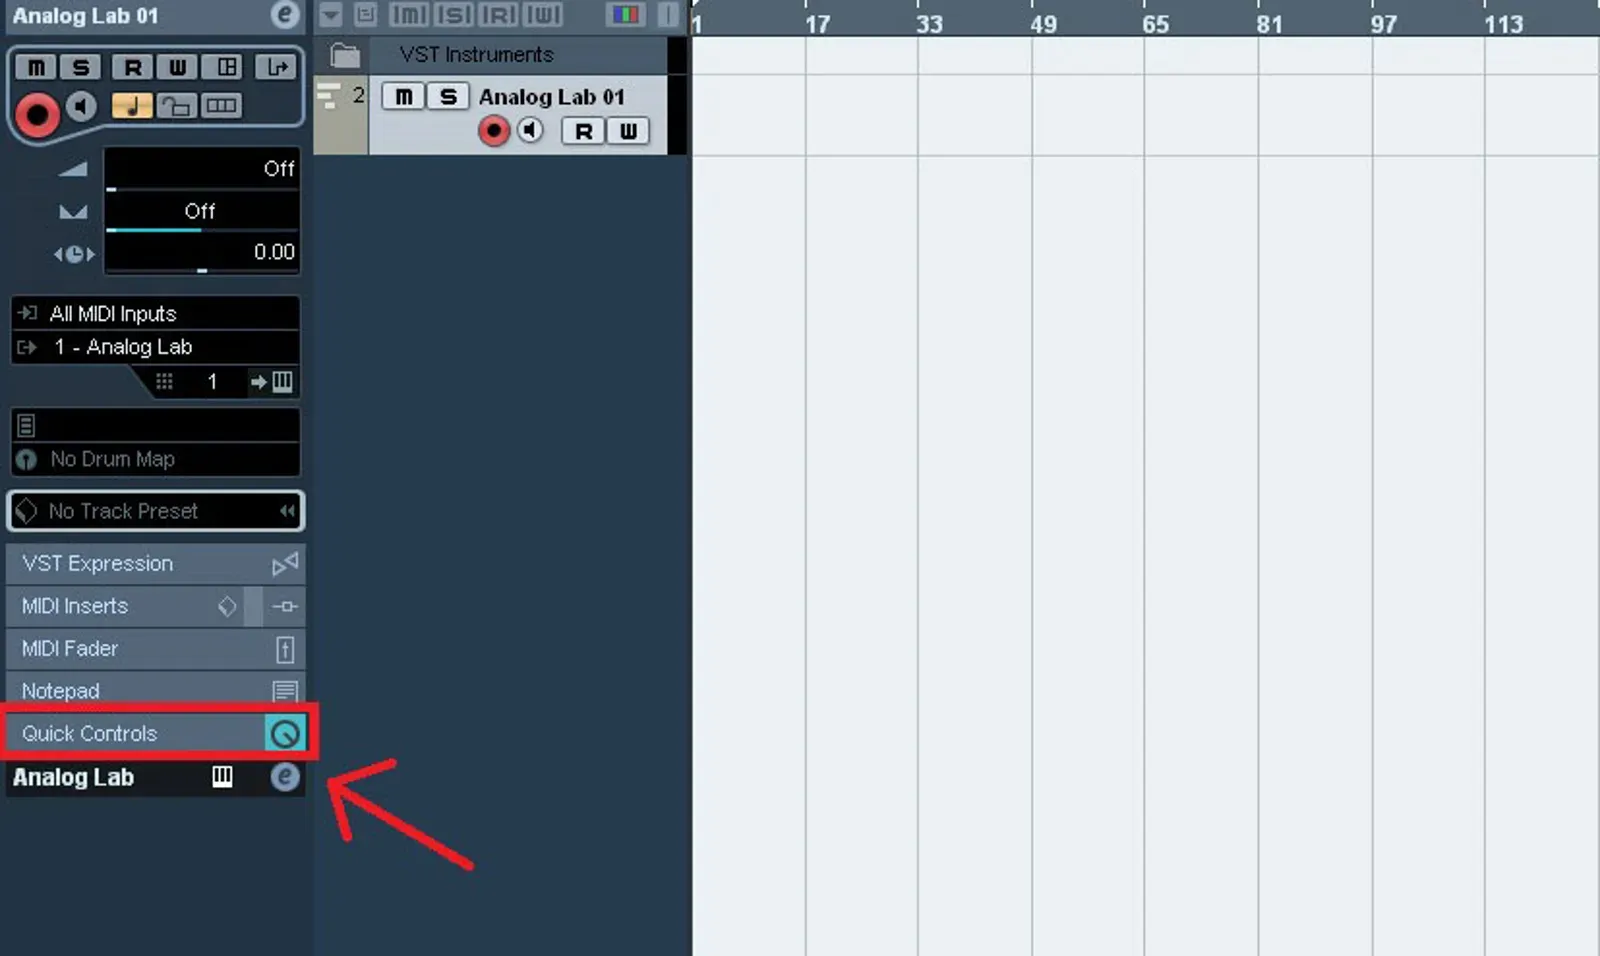 Analog Lab 01 e
M S R W
Off
Off
0.00
All MIDI Inputs
1 - Analog Lab
1
No Drum Map
No Track Preset
VST Expression
MIDI Inserts
MIDI Fader
Notepad
Quick Controls
Analog Lab e
M S R W
VST Instruments
2 M S Analog Lab 01
R W
1 17 33 49 65 81 97 113